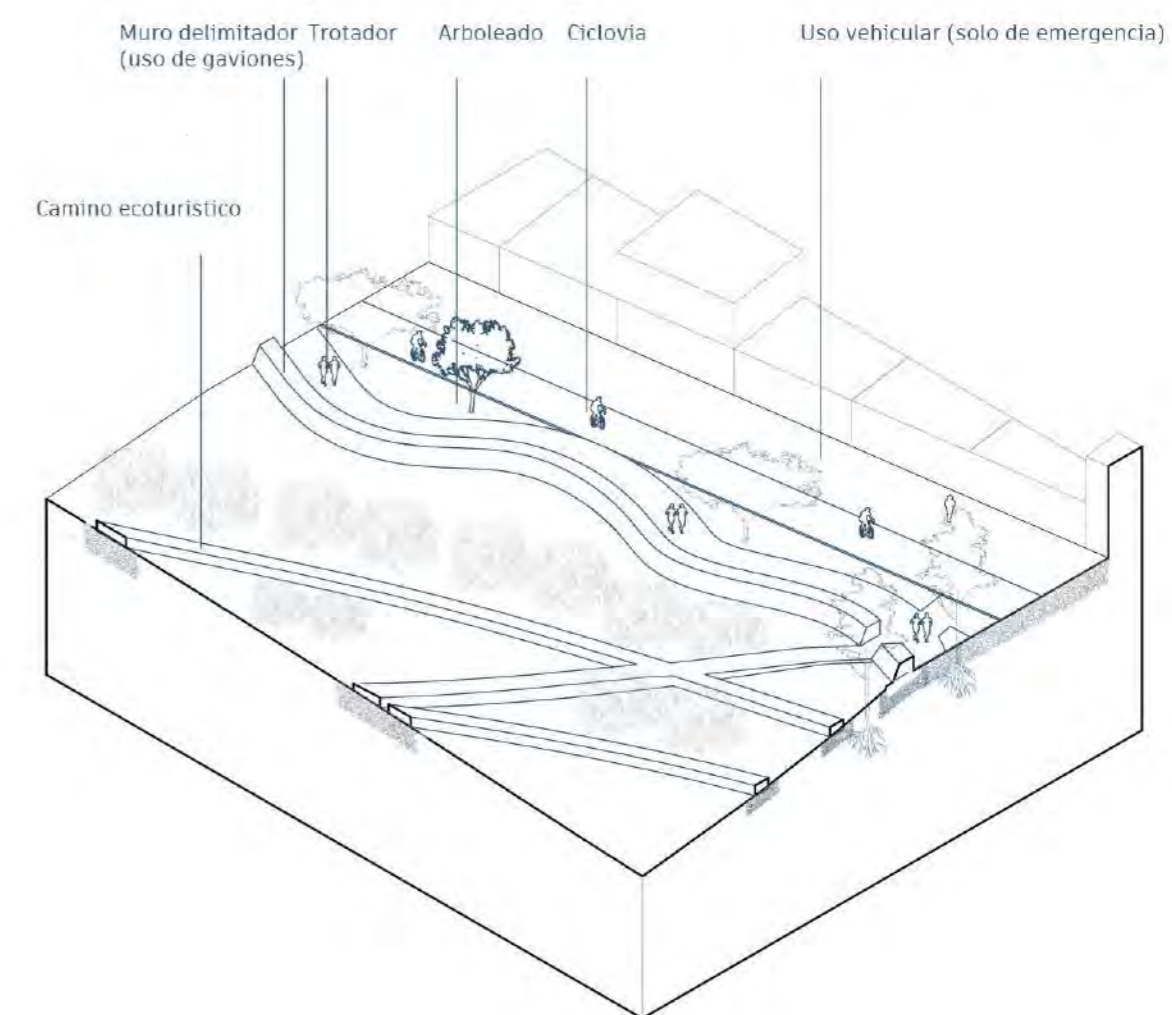 Muro delimitador
(uso de gaviones)
Trotador
Arboleado
Ciclovia
Uso vehicular (solo de emergencia)
Camino ecoturistico